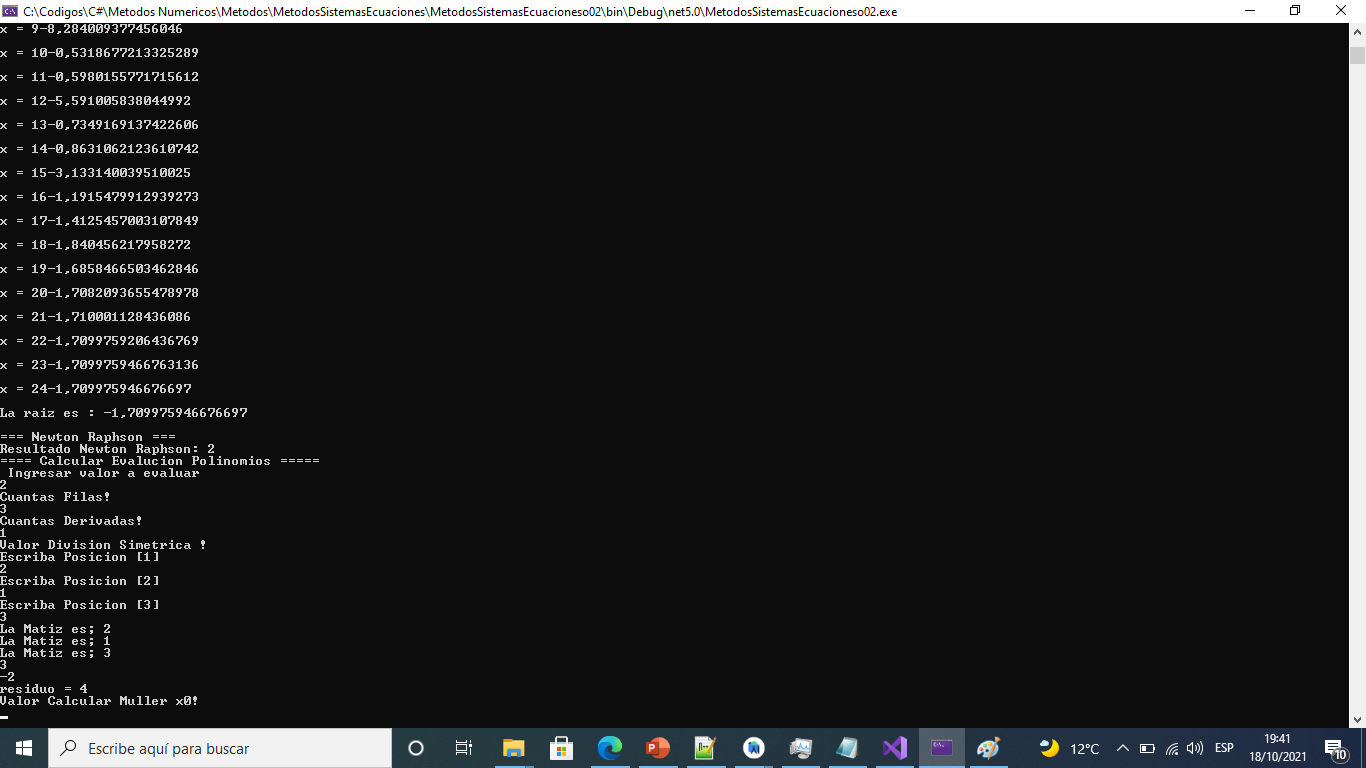 C:\Codigos\C#\Metodos Numericos\Metodos\MetodosSistemasEcuaciones\MetodosSistemasEcuacioneso02\bin\Debug\net5.0\MetodosSistemasEcuacioneso02.exe
x = 9-8,284009377456046
x = 10-0,5318677213325289
x = 11-0,5980155771715612
x = 12-5,591005838044992
x = 13-0,7349169137422606
x = 14-0,8631062123610742
x = 15-3,133140039510025
x = 16-1,1915479912939273
x = 17-1,4125457003107849
x = 18-1,840456217958272
x = 19-1,6858466503462846
x = 20-1,7082093655478978
x = 21-1,710001128436086
x = 22-1,7099759206436769
x = 23-1,7099759466763136
x = 24-1,709975946676697
La raiz es : -1,709975946676697
=== Newton Raphson ===
Resultado Newton Raphson: 2
==== Calcular Evalucion Polinomios =====
Ingresar valor a evaluar
2
Cuantas Filas!
3
Cuantas Derivadas!
1
Valor Division Simetrica !
Escriba Posicion [1]
2
Escriba Posicion [2]
1
Escriba Posicion [3]
3
La Matiz es; 2
La Matiz es; 1
La Matiz es; 3
3
-2
residuo = 4
Valor Calcular Muller x0!
Escribe aquí para buscar
12°C
ESP
19:41
18/10/2021
10